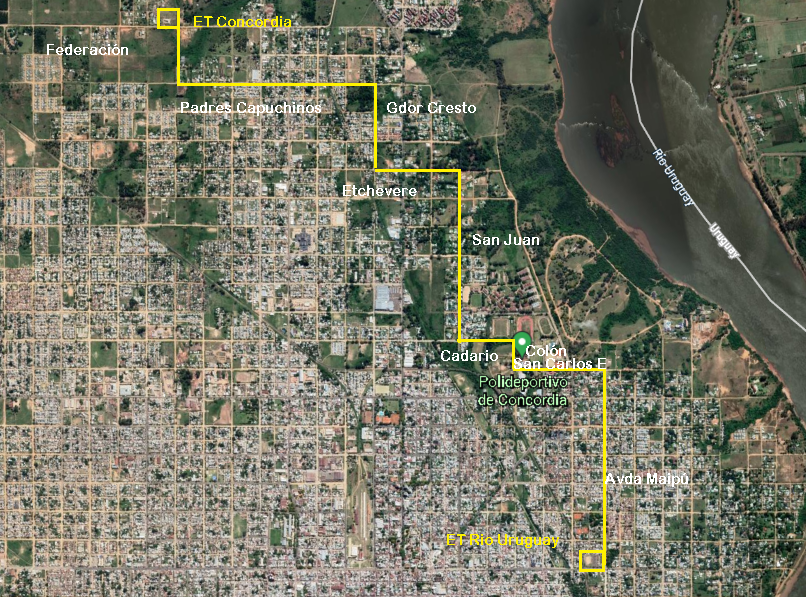 ET Concordia
Federación
Padres Capuchinos
Gdor Cresto
Río Uruguay
Etchevere
San Juan
Uruguay
Colón
Cadario
San Carlos E
Polideportivo
de Concordia
Avda Maipú
ET Río Uruguay